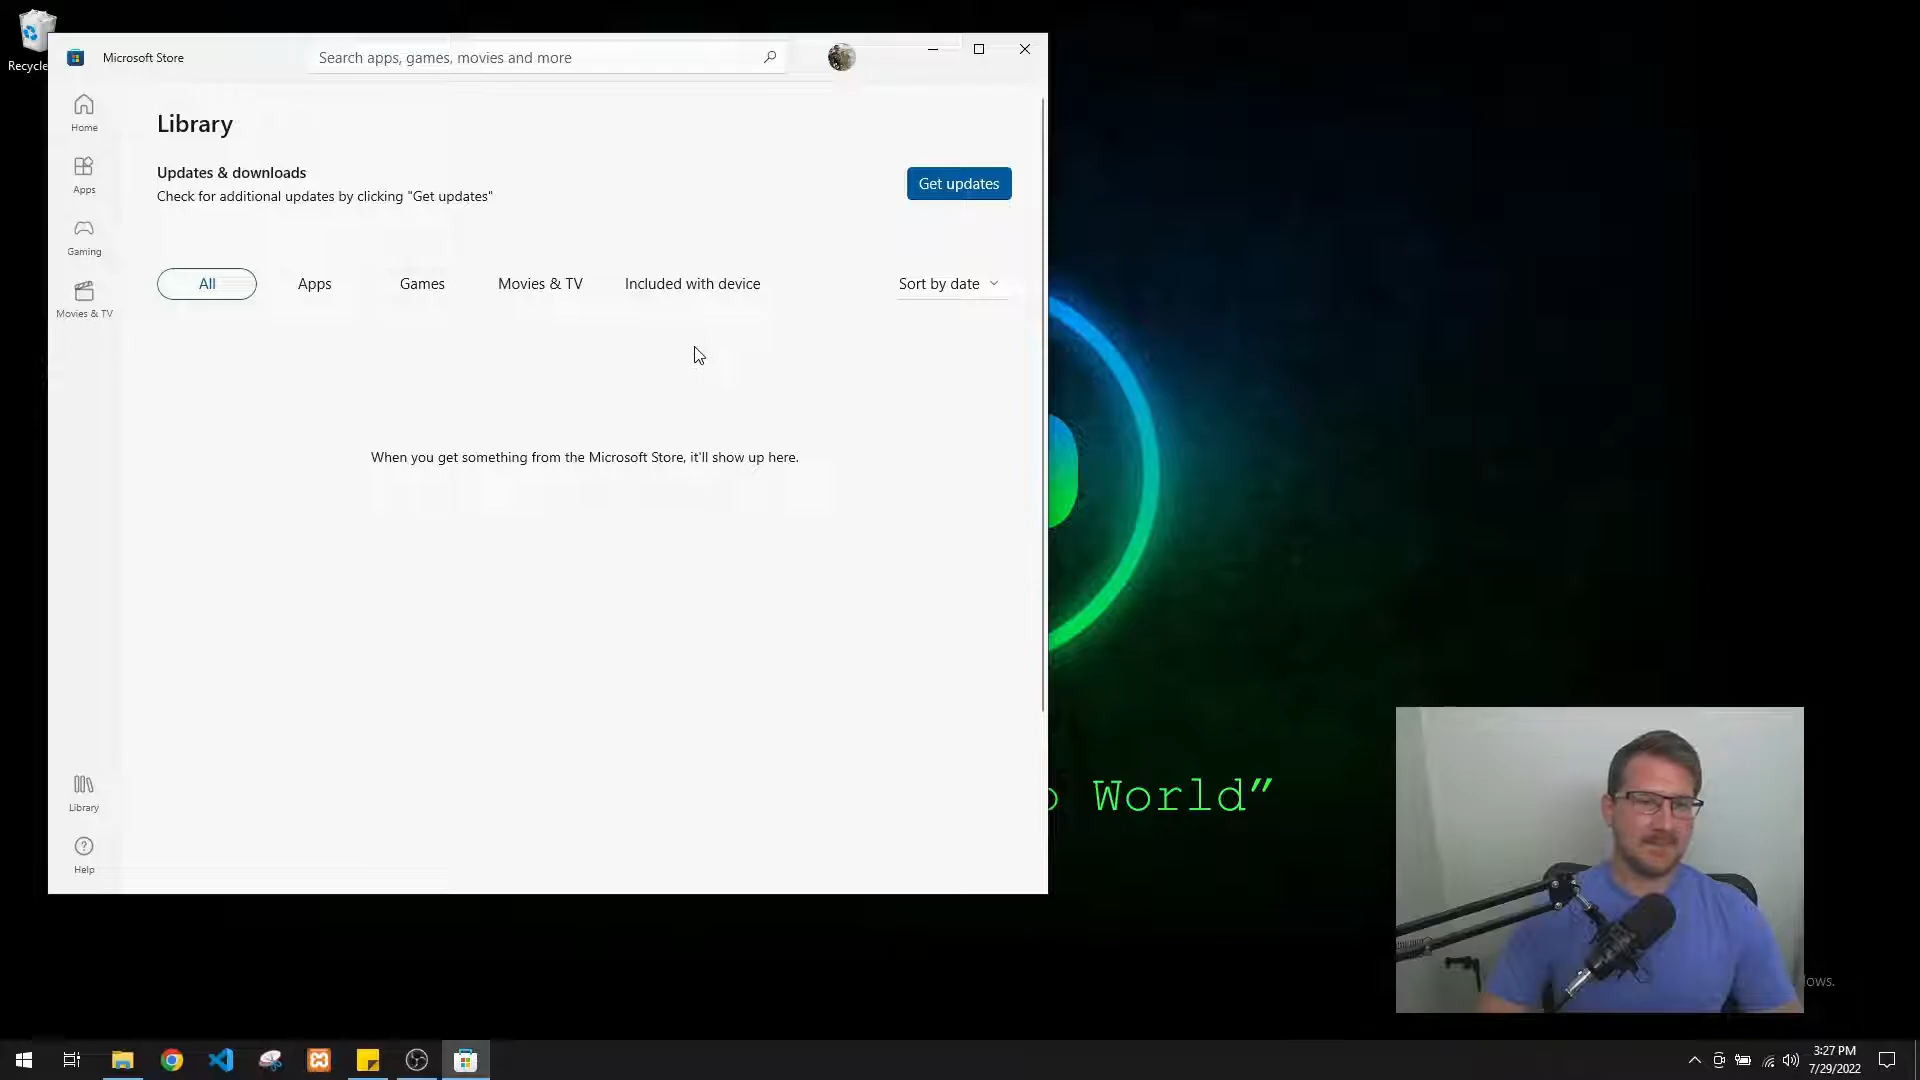 Recycle
Microsoft Store
Search apps, games, movies and more
Home
Apps
Gaming
Movies & TV
Library
Help
Library
Updates & downloads
Check for additional updates by clicking "Get updates"
Get updates
All
Apps
Games
Movies & TV
Included with device
Sort by date
When you get something from the Microsoft Store, it'll show up here.
World”
ows.
3:27 PM
7/29/2022